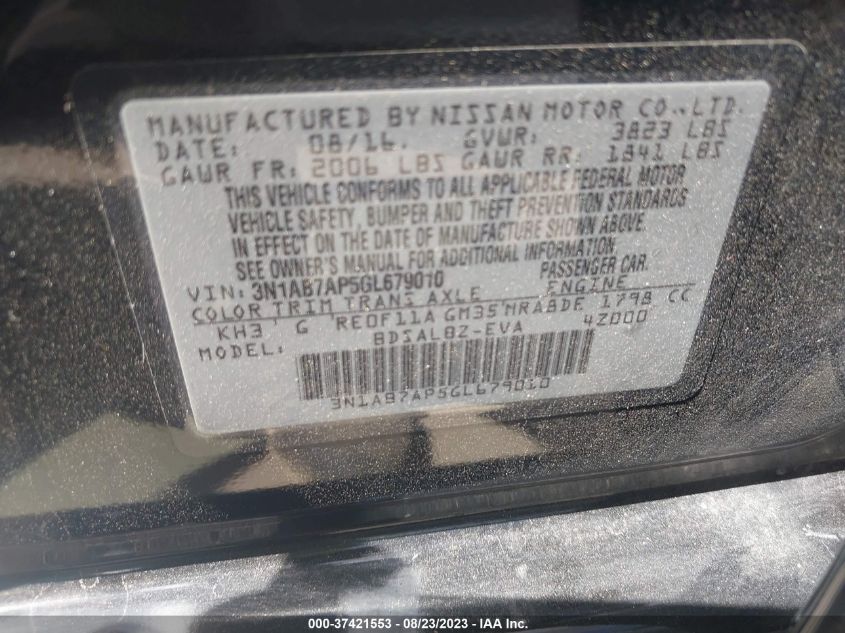 MANUFACTURED BY NISSAN MOTOR CO.,LTD.
DATE: 08/16. GVWR: 3823 LBS
GAWR FR: 2006 LBS GAWR RR: 1841 LBS
THIS VEHICLE CONFORMS TO ALL APPLICABLE FEDERAL MOTOR
VEHICLE SAFETY, BUMPER AND THEFT PREVENTION STANDARDS
IN EFFECT ON THE DATE OF MANUFACTURE SHOWN ABOVE.
SEE OWNER'S MANUAL FOR ADDITIONAL INFORMATION.
VIN: 3N1AB7AP5GL679010 PASSENGER CAR.
COLOR TRIM TRANS AXLE ENGINE
KH3 G RE0F11A GM35 MRA8DE 1798 CC
MODEL: BDSALBZ-EVA 4Z000
3N1AB7AP5GL679010
000-37421553 - 08/23/2023 - © IAA, Inc.